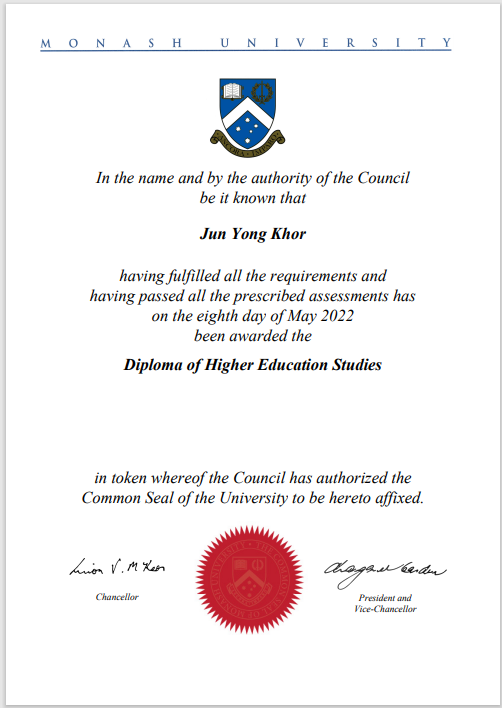 MONASH UNIVERSITY
ANCORA IMPARO
In the name and by the authority of the Council
be it known that
Jun Yong Khor
having fulfilled all the requirements and
having passed all the prescribed assessments has
on the eighth day of May 2022
been awarded the
Diploma of Higher Education Studies
in token whereof the Council has authorized the
Common Seal of the University to be hereto affixed.
Chancellor
President and
Vice-Chancellor